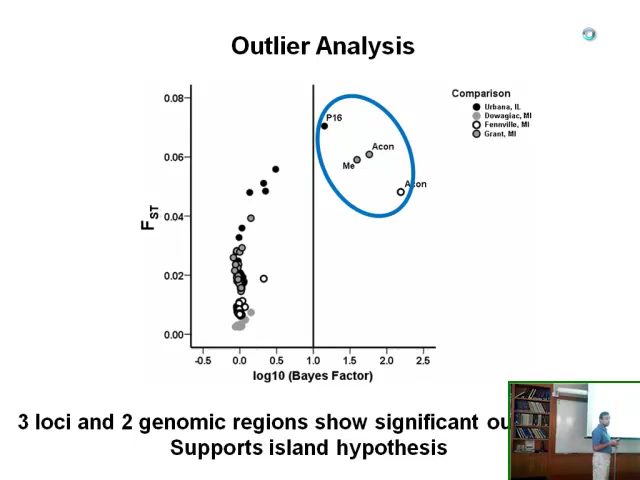 Outlier Analysis
Comparison
Urbana, IL
Dowagiac, MI
Fennville, MI
Grant, MI
0.08
P16
0.06
Acon
Me
Acon
FST
0.04
0.02
0.00
-0.5 0.0 0.5 1.0 1.5 2.0 2.5
log10 (Bayes Factor)
3 loci and 2 genomic regions show significant ou
Supports island hypothesis